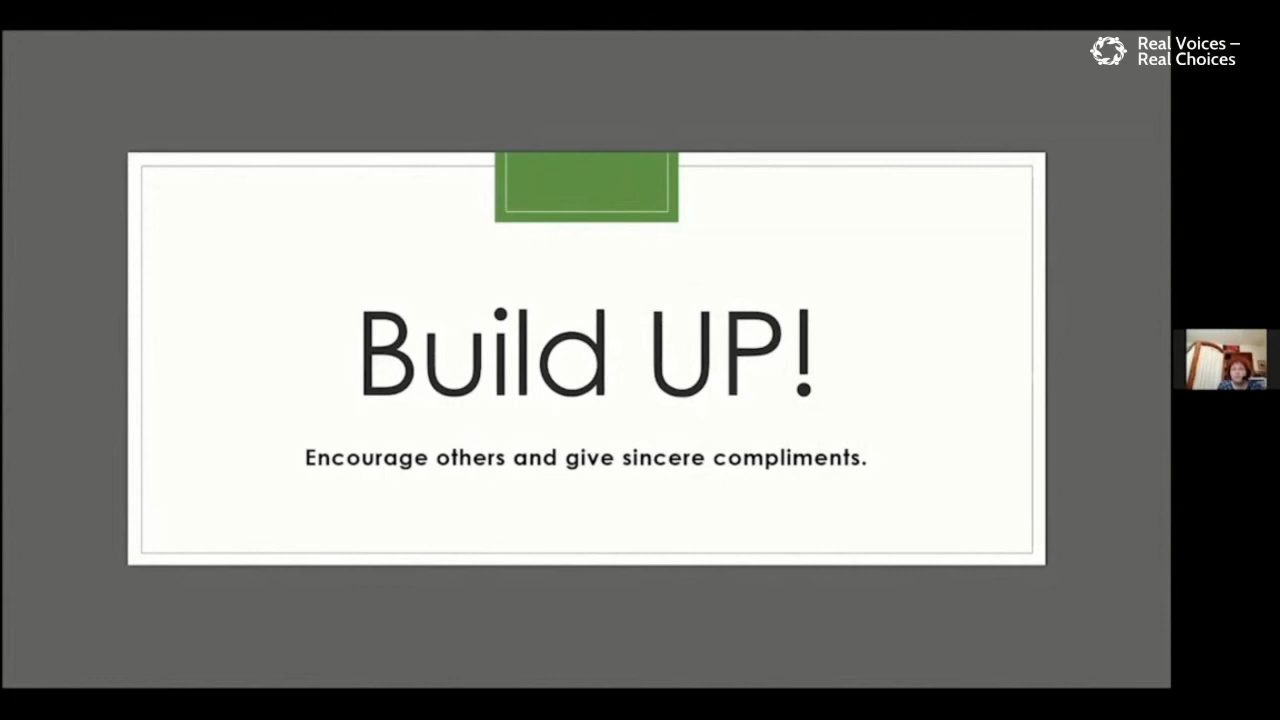 Real Voices –
Real Choices
Build UP!
Encourage others and give sincere compliments.